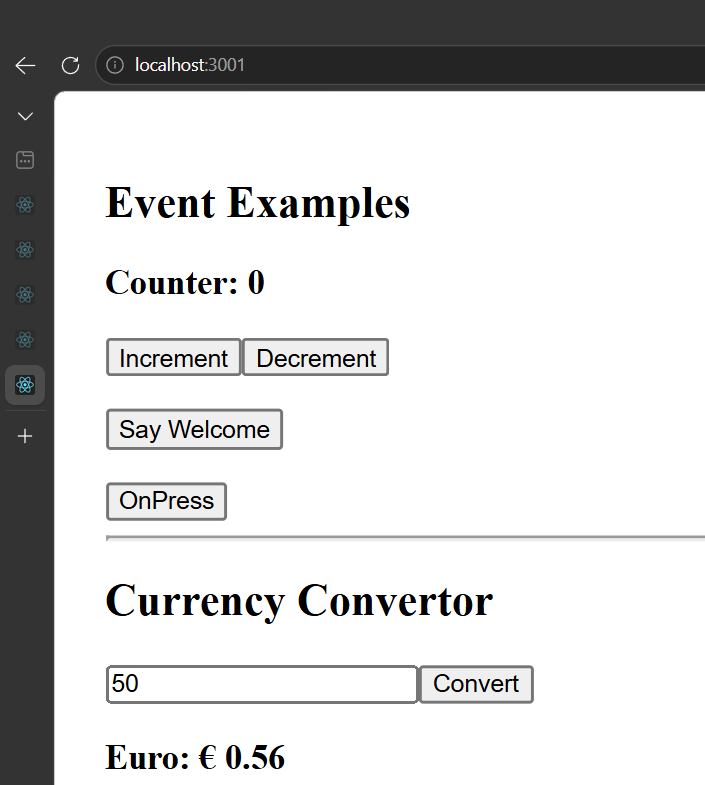 localhost:3001
Event Examples
Counter: 0
Increment Decrement
Say Welcome
OnPress
Currency Convertor
50 Convert
Euro: € 0.56